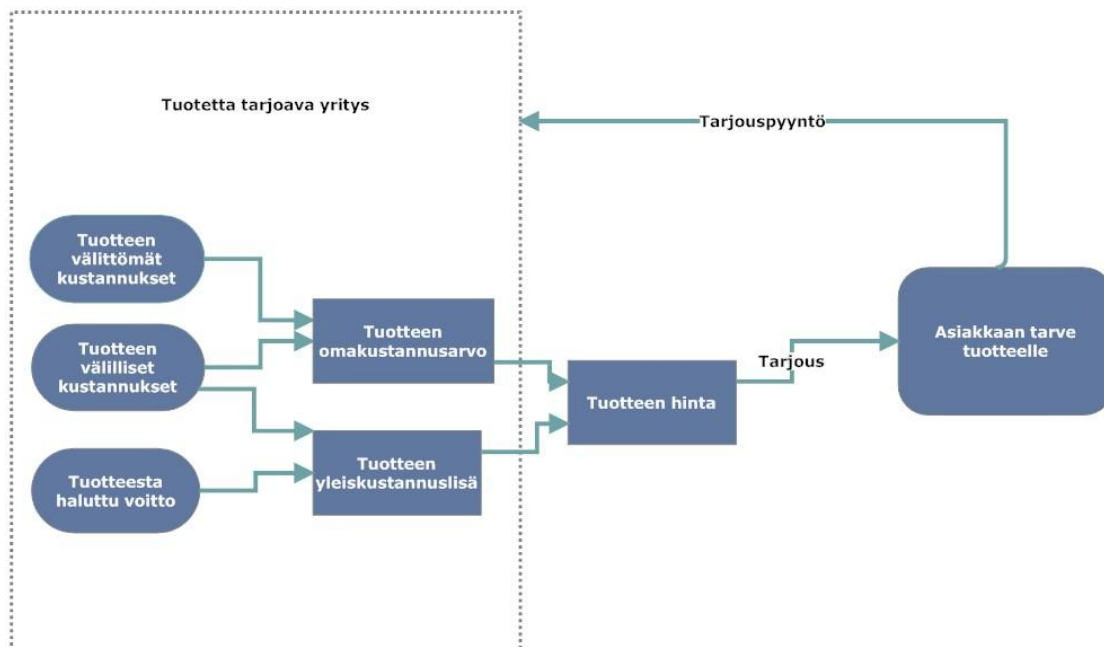 Tuotetta tarjoava yritys
Tarjouspyyntö
Tuotteen
välittömät
kustannukset
Tuotteen
välilliset
kustannukset
Tuotteesta
haluttu voitto
Tuotteen
omakustannusarvo
Tuotteen
yleiskustannuslisä
Tuotteen hinta
Tarjous
Asiakkaan tarve
tuotteelle